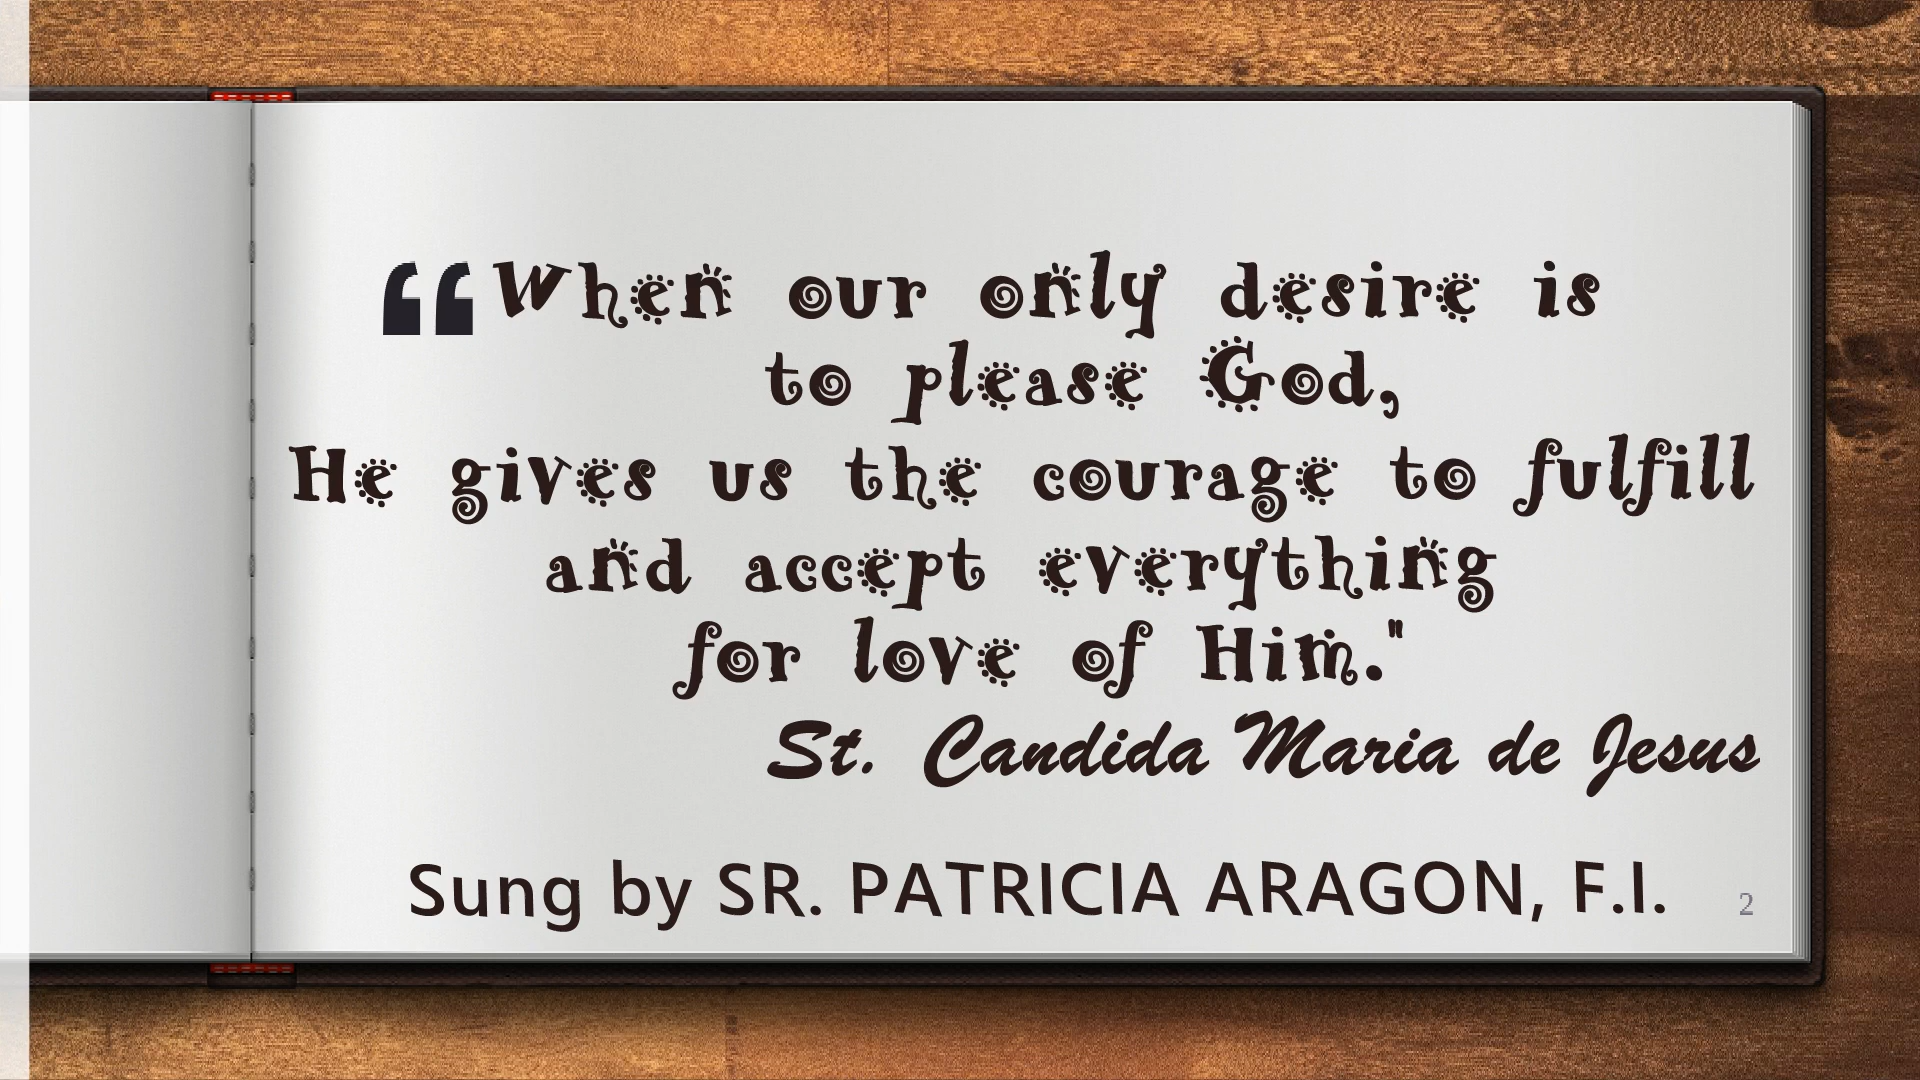 “When our only desire is
to please God,
He gives us the courage to fulfill
and accept everything
for love of Him."
St. Candida Maria de Jesus
Sung by SR. PATRICIA ARAGON, F.I.
2